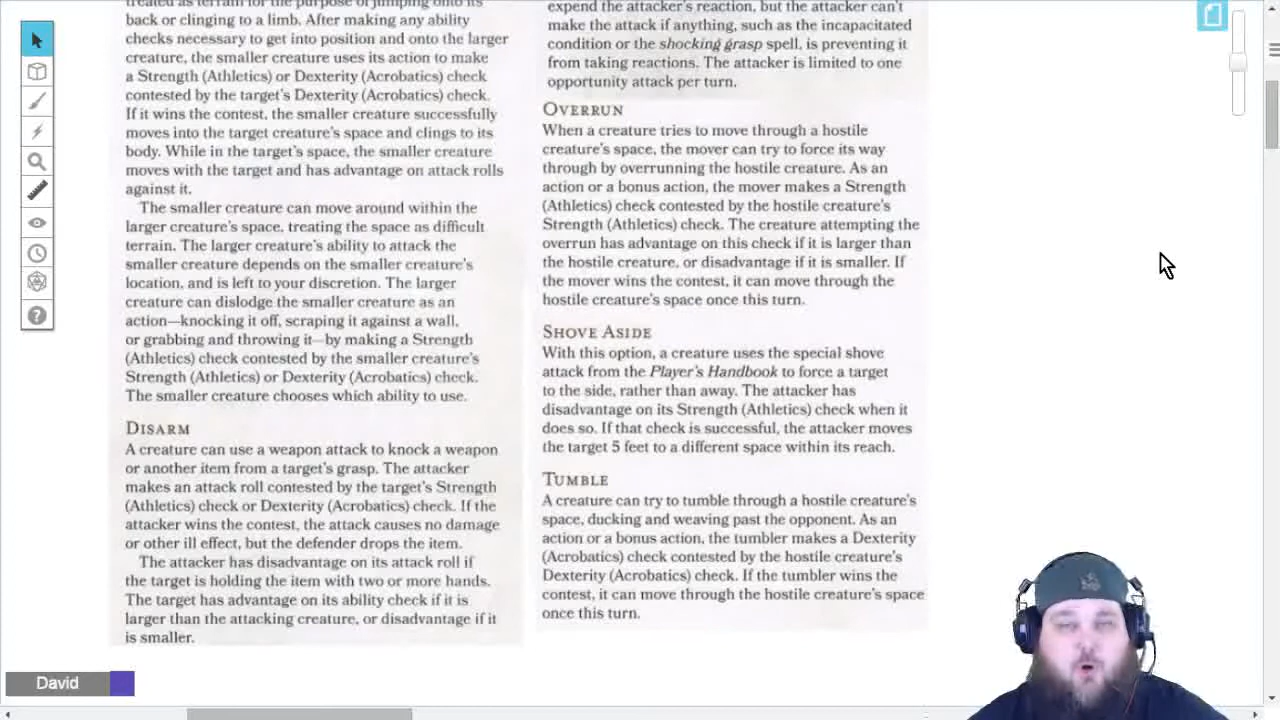 treated as terrain for the purpose of jumping onto its
back or clinging to a limb. After making any ability
checks necessary to get into position and onto the larger
creature, the smaller creature uses its action to make
a Strength (Athletics) or Dexterity (Acrobatics) check
contested by the target's Dexterity (Acrobatics) check.
If it wins the contest, the smaller creature successfully
moves into the target creature's space and clings to its
body. While in the target's space, the smaller creature
moves with the target and has advantage on attack rolls
against it.
The smaller creature can move around within the
larger creature's space, treating the space as difficult
terrain. The larger creature's ability to attack the
smaller creature depends on the smaller creature's
location, and is left to your discretion. The larger
creature can dislodge the smaller creature as an
action—knocking it off, scraping it against a wall,
or grabbing and throwing it—by making a Strength
(Athletics) check contested by the smaller creature's
Strength (Athletics) or Dexterity (Acrobatics) check.
The smaller creature chooses which ability to use.
DISARM
A creature can use a weapon attack to knock a weapon
or another item from a target's grasp. The attacker
makes an attack roll contested by the target's Strength
(Athletics) check or Dexterity (Acrobatics) check. If the
attacker wins the contest, the attack causes no damage
or other ill effect, but the defender drops the item.
The attacker has disadvantage on its attack roll if
the target is holding the item with two or more hands.
The target has advantage on its ability check if it is
larger than the attacking creature, or disadvantage if it
is smaller.
expend the attacker's reaction, but the attacker can't
make the attack if anything, such as the incapacitated
condition or the shocking grasp spell, is preventing it
from taking reactions. The attacker is limited to one
opportunity attack per turn.
OVERRUN
When a creature tries to move through a hostile
creature's space, the mover can try to force its way
through by overrunning the hostile creature. As an
action or a bonus action, the mover makes a Strength
(Athletics) check contested by the hostile creature's
Strength (Athletics) check. The creature attempting the
overrun has advantage on this check if it is larger than
the hostile creature, or disadvantage if it is smaller. If
the mover wins the contest, it can move through the
hostile creature's space once this turn.
SHOVE ASIDE
With this option, a creature uses the special shove
attack from the Player's Handbook to force a target
to the side, rather than away. The attacker has
disadvantage on its Strength (Athletics) check when it
does so. If that check is successful, the attacker moves
the target 5 feet to a different space within its reach.
TUMBLE
A creature can try to tumble through a hostile creature's
space, ducking and weaving past the opponent. As an
action or a bonus action, the tumbler makes a Dexterity
(Acrobatics) check contested by the hostile creature's
Dexterity (Acrobatics) check. If the tumbler wins the
contest, it can move through the hostile creature's space
once this turn.
David